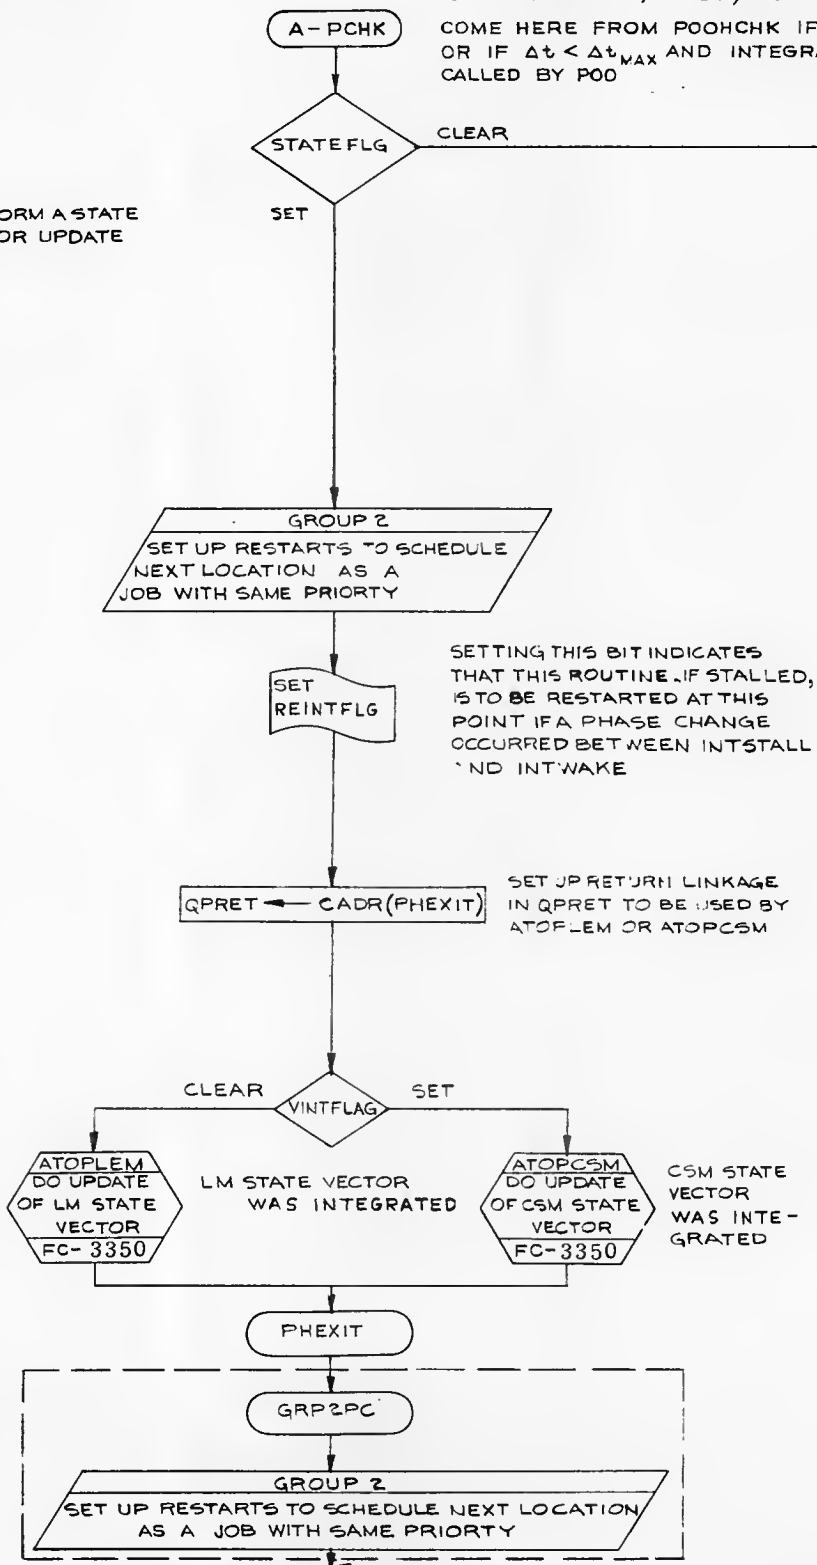 A-PCHK
COME HERE FROM POOHCHK IF
OR IF Δt < Δt MAX AND INTEGRA
CALLED BY POO
STATEFLG
CLEAR
ORM A STATE
OR UPDATE
SET
GROUP 2
SET UP RESTARTS TO SCHEDULE
NEXT LOCATION AS A
JOB WITH SAME PRIORTY
SET
REINTFLG
SETTING THIS BIT INDICATES
THAT THIS ROUTINE, IF STALLED,
IS TO BE RESTARTED AT THIS
POINT IF A PHASE CHANGE
OCCURRED BETWEEN INTSTALL
ND INTWAKE
QPRET ← CADR(PHEXIT)
SET UP RETURN LINKAGE
IN QPRET TO BE USED BY
ATOPLEM OR ATOPCSM
CLEAR
VINTFLAG
SET
ATOPLEM
DO UPDATE
OF LM STATE
VECTOR
FC-3350
LM STATE VECTOR
WAS INTEGRATED
ATOPCSM
DO UPDATE
OF CSM STATE
VECTOR
FC-3350
CSM STATE
VECTOR
WAS INTE-
GRATED
PHEXIT
GRP2PC
GROUP 2
SET UP RESTARTS TO SCHEDULE NEXT LOCATION
AS A JOB WITH SAME PRIORTY